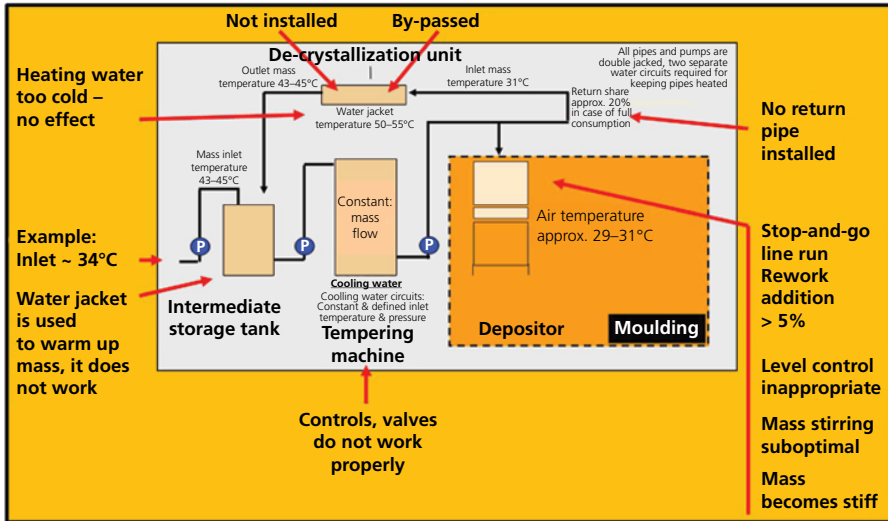 Not installed
By-passed
De-crystallization unit
Outlet mass
temperature 43–45°C
Inlet mass
temperature 31°C
All pipes and pumps are
double jacked, two separate
water circuits required for
keeping pipes heated
Heating water
too cold –
no effect
Water jacket
temperature 50–55°C
Return share
approx. 20%
in case of full
consumption
No return
pipe
installed
Mass inlet
temperature
43–45°C
Constant:
mass
flow
Air temperature
approx. 29–31°C
P
P
P
Example:
Inlet ~ 34°C
Water jacket
is used
to warm up
mass, it does
not work
Intermediate
storage tank
Cooling water
Coolling water circuits:
Constant & defined inlet
temperature & pressure
Tempering
machine
Depositor
Moulding
Stop-and-go
line run
Rework
addition
> 5%
Level control
inappropriate
Mass stirring
suboptimal
Mass
becomes stiff
Controls, valves
do not work
properly